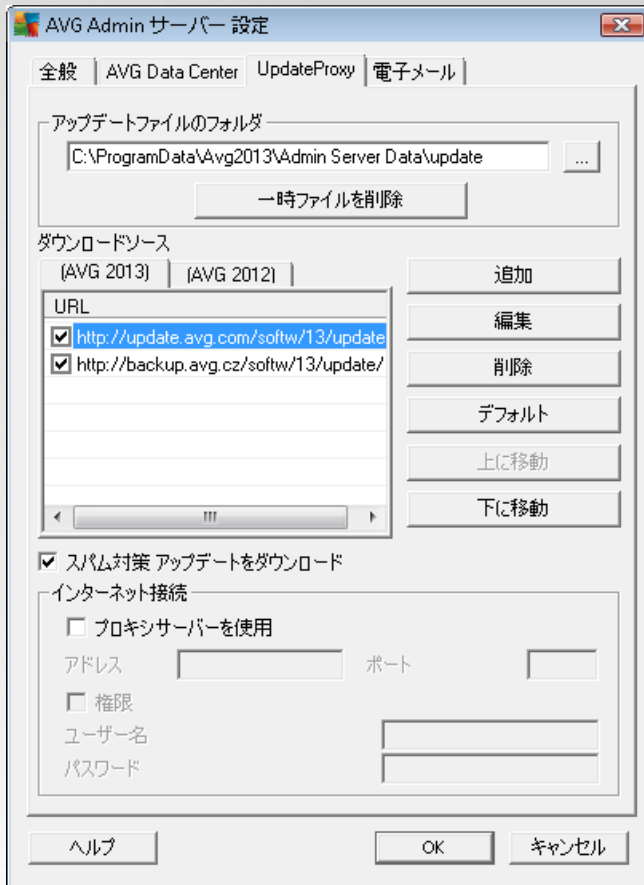 AVG Admin サーバー 設定
全般 AVG Data Center UpdateProxy 電子メール
アップデートファイルのフォルダ
C:\ProgramData\Avg2013\Admin Server Data\update
...
一時ファイルを削除
ダウンロードソース
(AVG 2013) (AVG 2012)
URL
http://update.avg.com/softw/13/update
http://backup.avg.cz/softw/13/update/
追加
編集
削除
デフォルト
上に移動
下に移動
スパム対策 アップデートをダウンロード
インターネット接続
プロキシサーバーを使用
アドレス ポート
権限
ユーザー名
パスワード
ヘルプ OK キャンセル